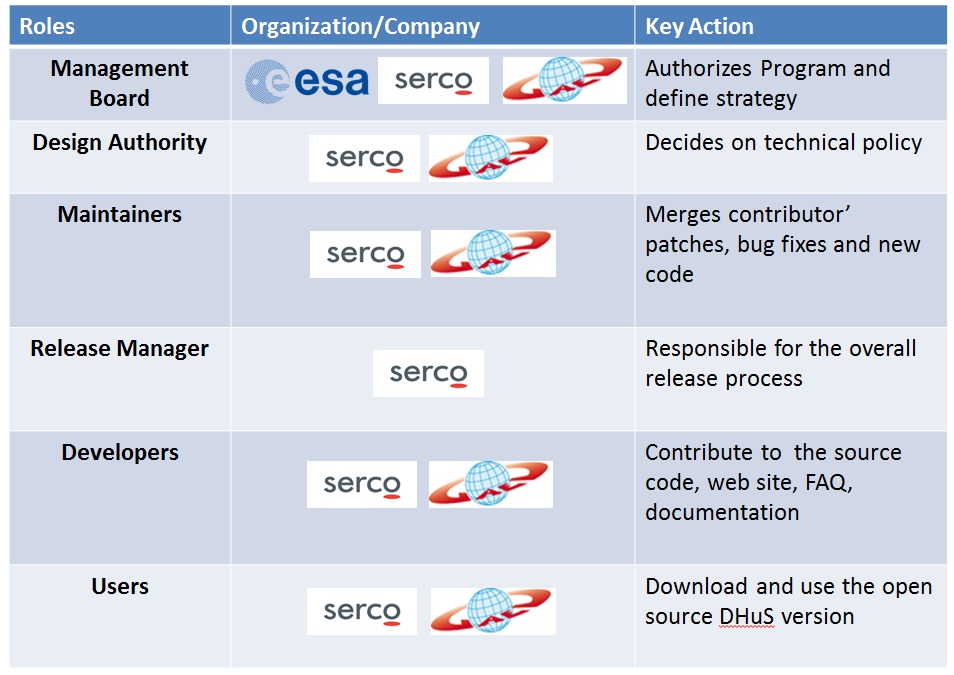 Roles
Organization/Company
Key Action
Management
Board
esa
serco
GAEL
Authorizes Program and
define strategy
Design Authority
serco
Decides on technical policy
Maintainers
serco
Merges contributor’
patches, bug fixes and new
code
Release Manager
serco
Responsible for the overall
release process
Developers
serco
Contribute to the source
code, web site, FAQ,
documentation
Users
serco
Download and use the open
source DHuS version